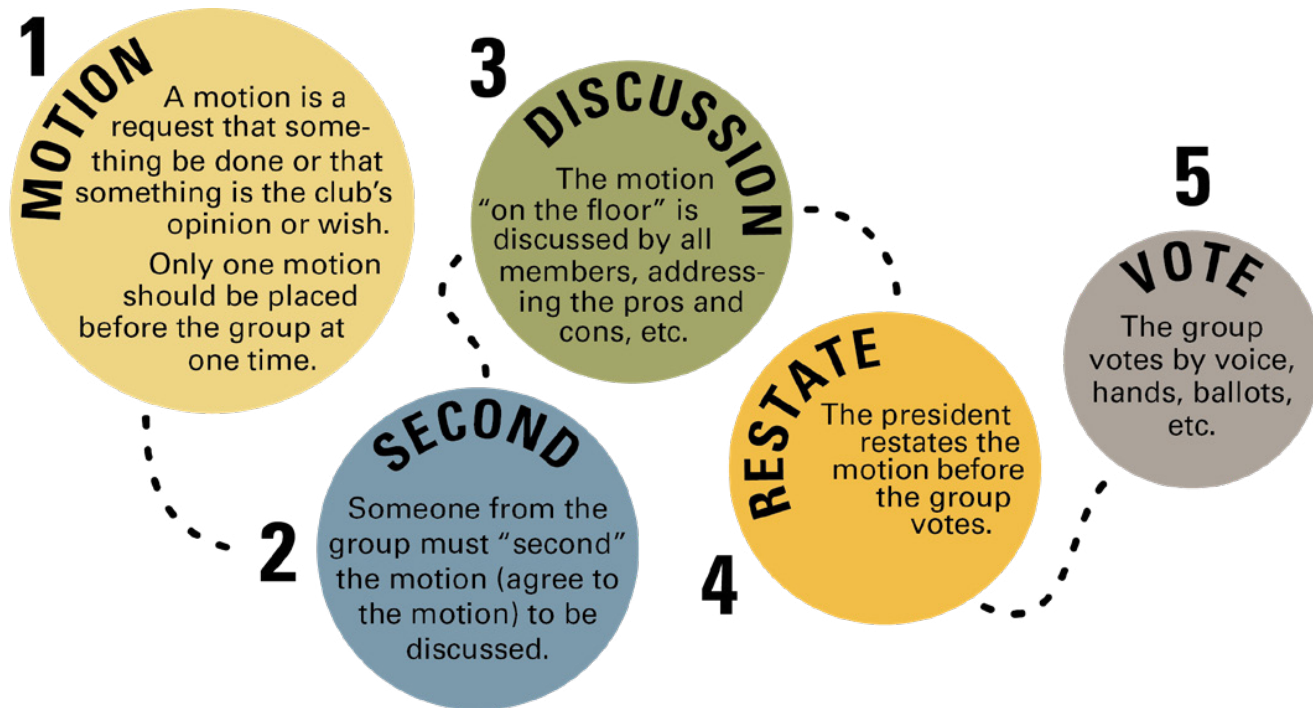 1
MOTION
A motion is a
request that some-
thing be done or that
something is the club's
opinion or wish.
Only one motion
should be placed
before the group at
one time.
2
SECOND
Someone from the
group must “second”
the motion (agree to
the motion) to be
discussed.
3
DISCUSSION
The motion
“on the floor” is
discussed by all
members, address-
ing the pros and
cons, etc.
4
RESTATE
The president
restates the
motion before
the group
votes.
5
VOTE
The group
votes by voice,
hands, ballots,
etc.